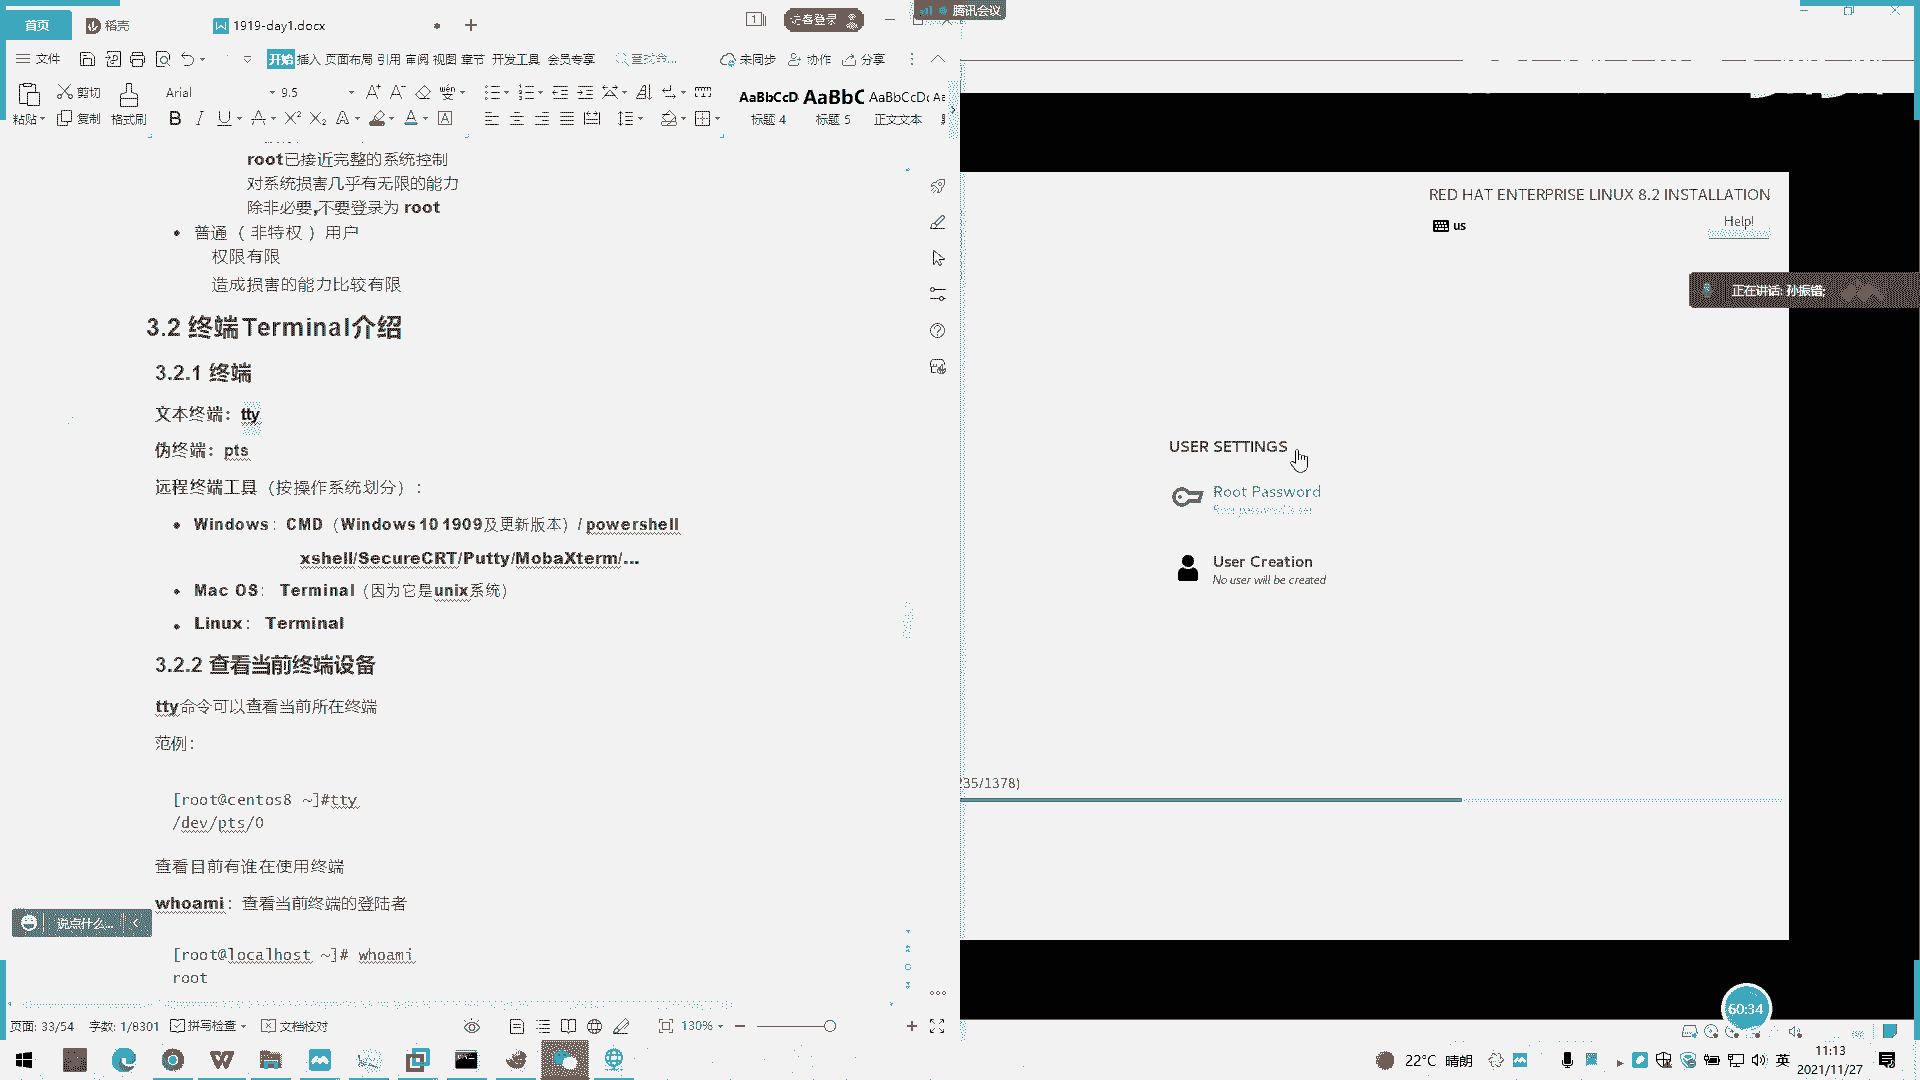 首页
稻壳
1919-day1.docx
访客登录
腾讯会议
文件
开始 插入 页面布局 引用 审阅 视图 章节 开发工具 会员专享
未同步
协作
分享
粘贴
剪切
复制
格式刷
Arial
9.5
AaBbCcD
AaBbC
标题 4
标题 5
正文文本
root已接近完整的系统控制
对系统损害几乎有无限的能力
除非必要,不要登录为 root
普通（ 非特权 ）用户
权限有限
造成损害的能力比较有限
3.2 终端Terminal介绍
3.2.1 终端
文本终端：tty
伪终端：pts
远程终端工具（按操作系统划分）:
Windows：CMD（Windows 10 1909及更新版本）/ powershell
xshell/SecureCRT/Putty/MobaXterm/...
Mac OS： Terminal（因为它是unix系统）
Linux： Terminal
3.2.2 查看当前终端设备
tty命令可以查看当前所在终端
范例：
[root@centos8 ~]#tty
/dev/pts/0
查看目前有谁在使用终端
whoami：查看当前终端的登陆者
[root@localhost ~]# whoami
root
说点什么...
页面: 33/54
字数: 1/8301
拼写检查
文档校对
130%
RED HAT ENTERPRISE LINUX 8.2 INSTALLATION
us
Help!
正在讲话:
USER SETTINGS
Root Password
Root password is set
User Creation
No user will be created
35/1378)
60:34
22°C 晴朗
英
11:13
2021/11/27